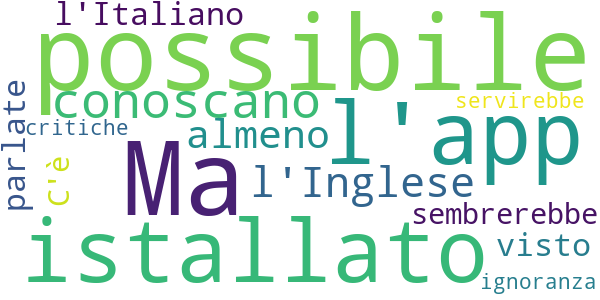 l'Italiano
possibile
conoscano
servirebbe
parlate
critiche
almeno
l'app
Ma
c'è
l'Inglese
sembrerebbe
istallato
visto
ignoranza